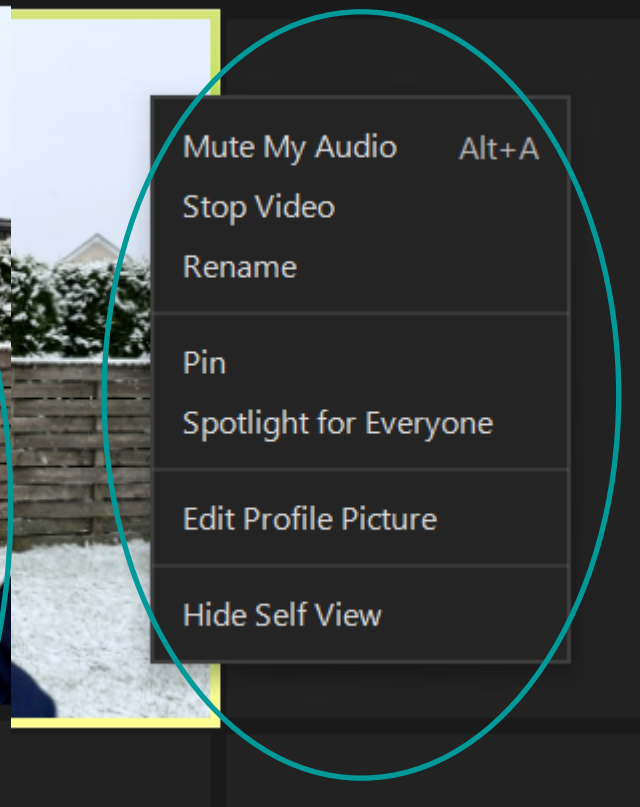 Mute My Audio Alt+A
Stop Video
Rename
Pin
Spotlight for Everyone
Edit Profile Picture
Hide Self View